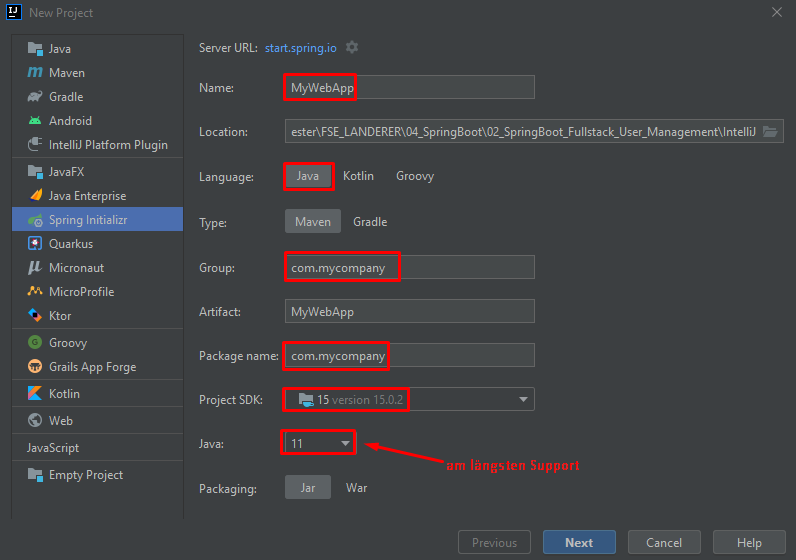 New Project
Java
Maven
Gradle
Android
IntelliJ Platform Plugin
JavaFX
Java Enterprise
Spring Initializr
Quarkus
Micronaut
MicroProfile
Ktor
Groovy
Grails App Forge
Kotlin
Web
JavaScript
Empty Project
Server URL: start.spring.io
Name: MyWebApp
Location: ester\FSE_LANDERER\04_SpringBoot\02_SpringBoot_Fullstack_User_Management\IntelliJ
Language: Java Kotlin Groovy
Type: Maven Gradle
Group: com.mycompany
Artifact: MyWebApp
Package name: com.mycompany
Project SDK: 15 version 15.0.2
Java: 11
am längsten Support
Packaging: Jar War
Previous Next Cancel Help